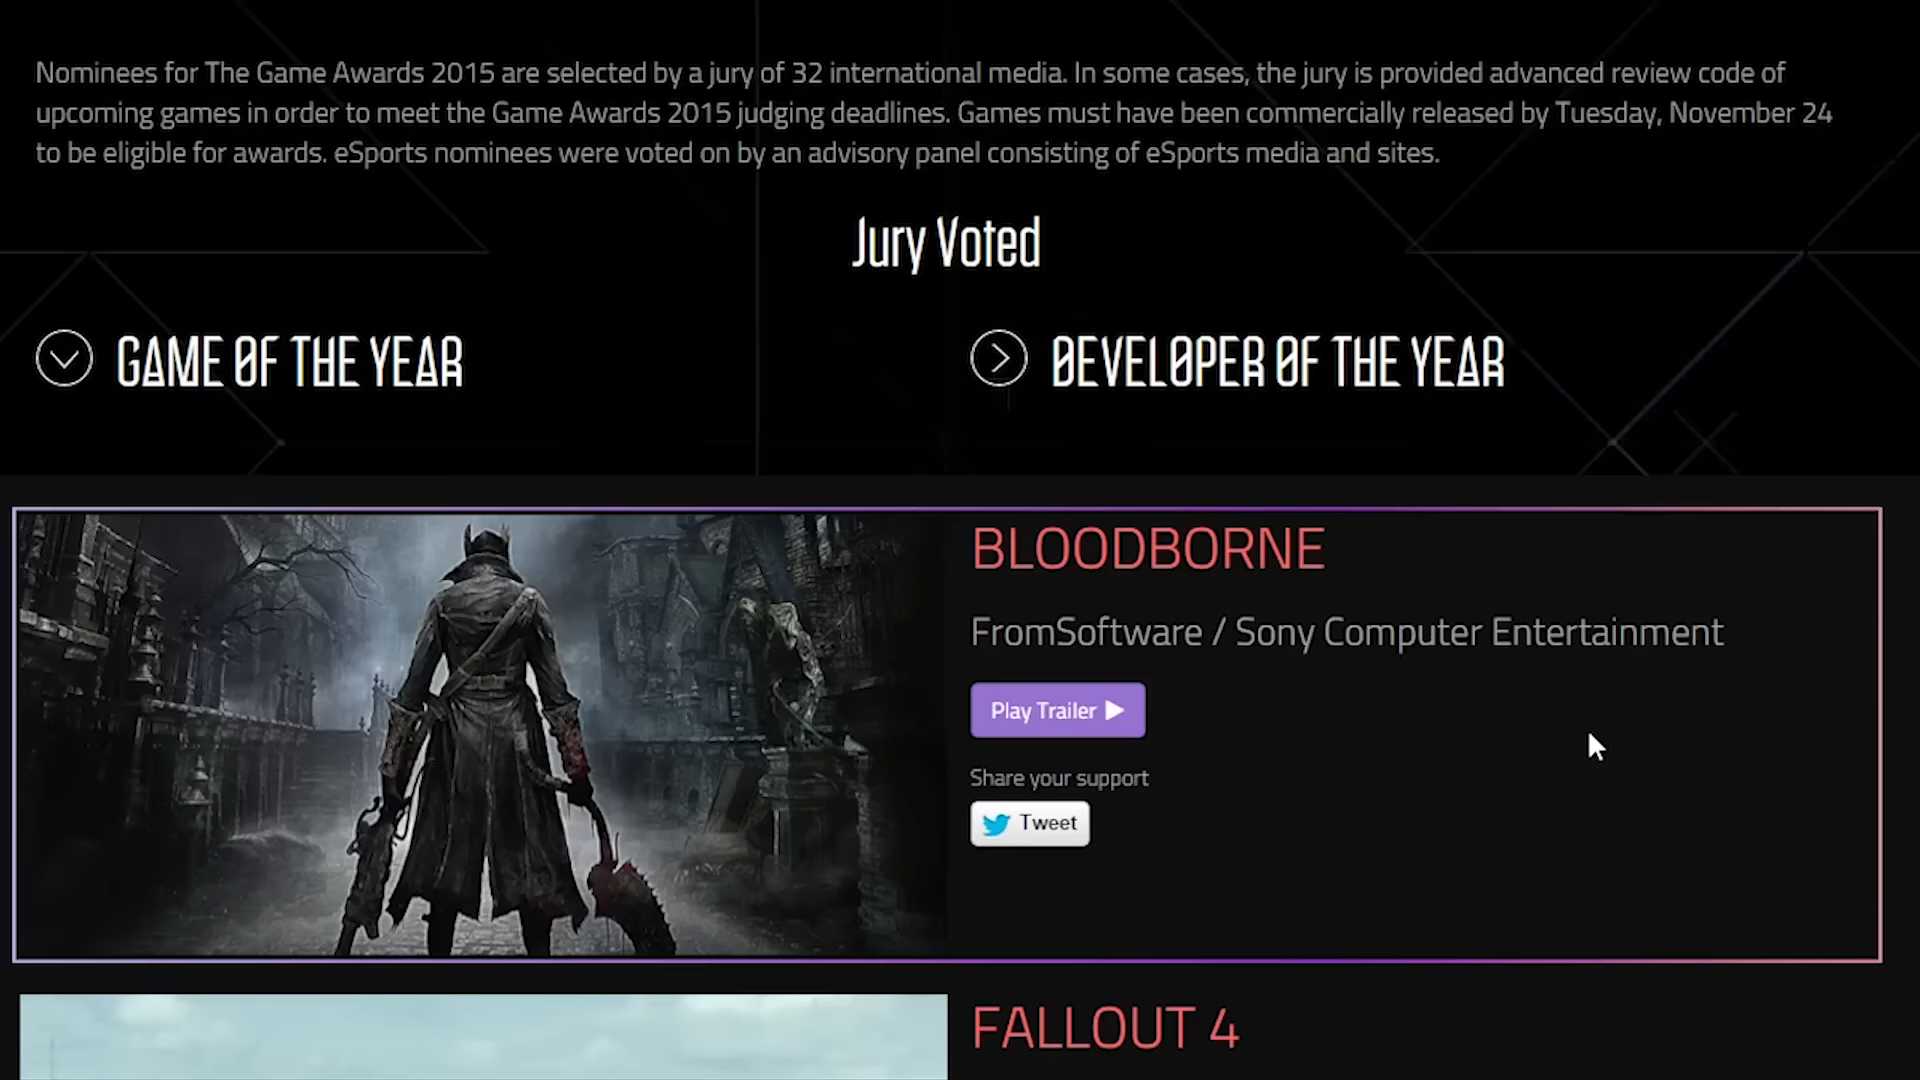 Nominees for The Game Awards 2015 are selected by a jury of 32 international media. In some cases, the jury is provided advanced review code of
upcoming games in order to meet the Game Awards 2015 judging deadlines. Games must have been commercially released by Tuesday, November 24
to be eligible for awards. eSports nominees were voted on by an advisory panel consisting of eSports media and sites.
Jury Voted
GAME OF THE YEAR
DEVELOPER OF THE YEAR
BLOODBORNE
FromSoftware / Sony Computer Entertainment
Play Trailer
Share your support
Tweet
FALLOUT 4